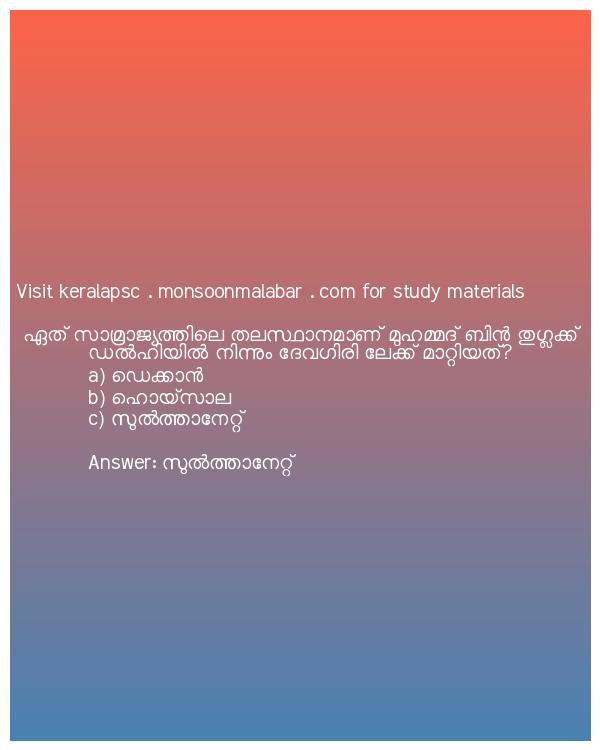 Visit keralapsc . monsoonmalabar . com for study materials
ഏത് സാമ്രാജ്യത്തിലെ തലസ്ഥാനമാണ് മുഹമ്മദ് ബിൻ തുഗ്ലക്ക്
ഡൽഹിയിൽ നിന്നും ദേവഗിരി ലേക്ക് മാറ്റിയത്?
a) ഡെക്കാൻ
b) ഹൊയ്സാല
c) സുൽത്താനേറ്റ്
Answer: സുൽത്താനേറ്റ്